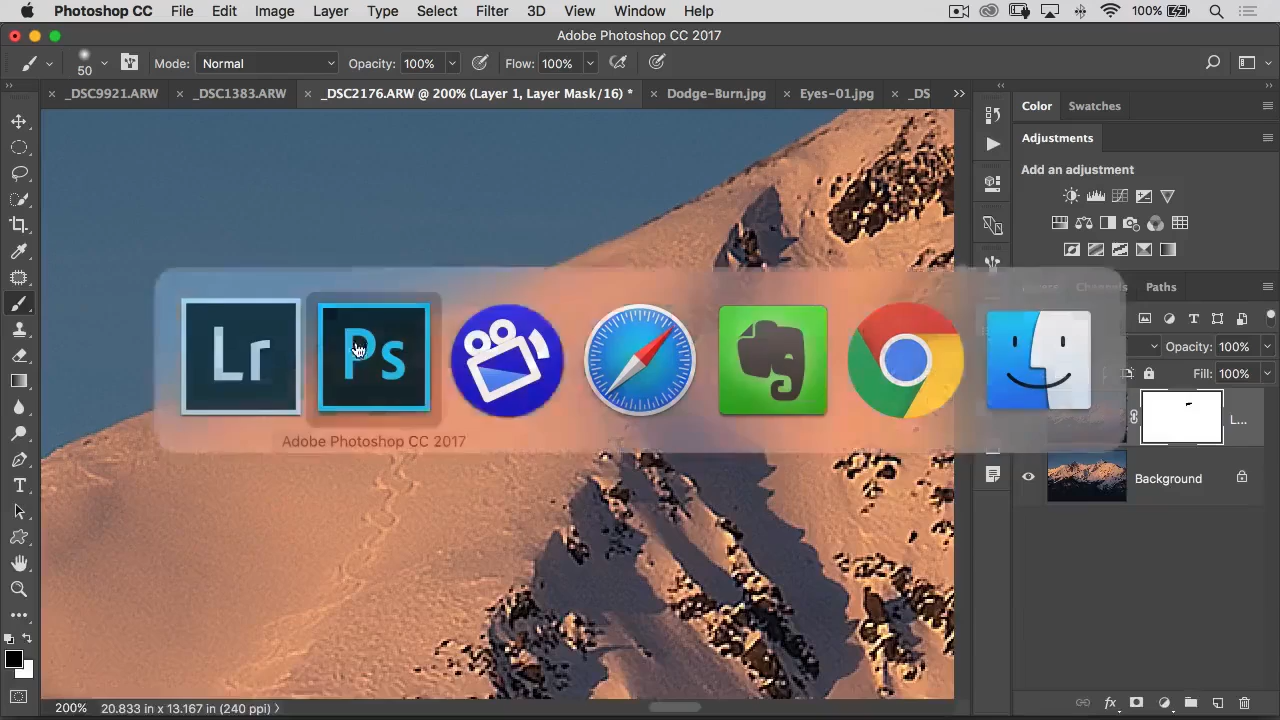 Photoshop CC File Edit Image Layer Type Select Filter 3D View Window Help 100%
Adobe Photoshop CC 2017
50 Mode: Normal Opacity: 100% Flow: 100%
_DSC9921.ARW _DSC1383.ARW _DSC2176.ARW @ 200% (Layer 1, Layer Mask/16) * Dodge-Burn.jpg Eyes-01.jpg _DS
Color Swatches
Adjustments
Add an adjustment
Channels Paths
Opacity: 100%
Fill: 100%
L...
Background
Lr Ps
Adobe Photoshop CC 2017
200% 20.833 in x 13.167 in (240 ppi)